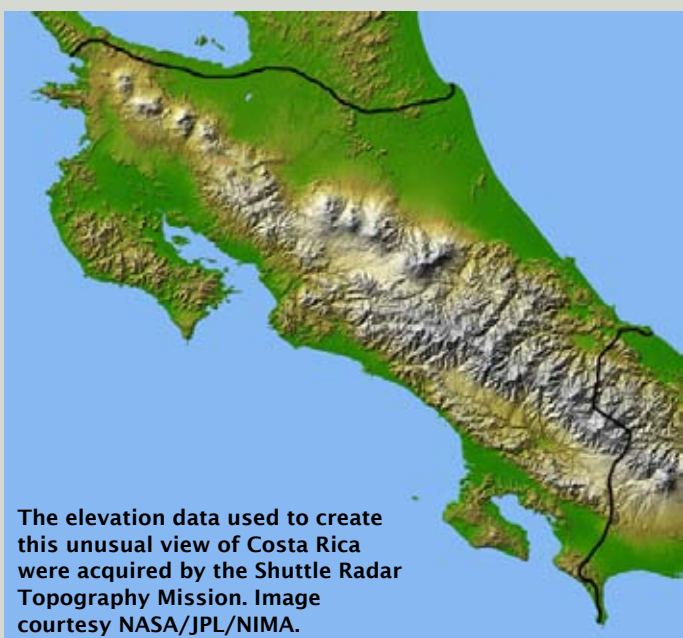 The elevation data used to create
this unusual view of Costa Rica
were acquired by the Shuttle Radar
Topography Mission. Image
courtesy NASA/JPL/NIMA.